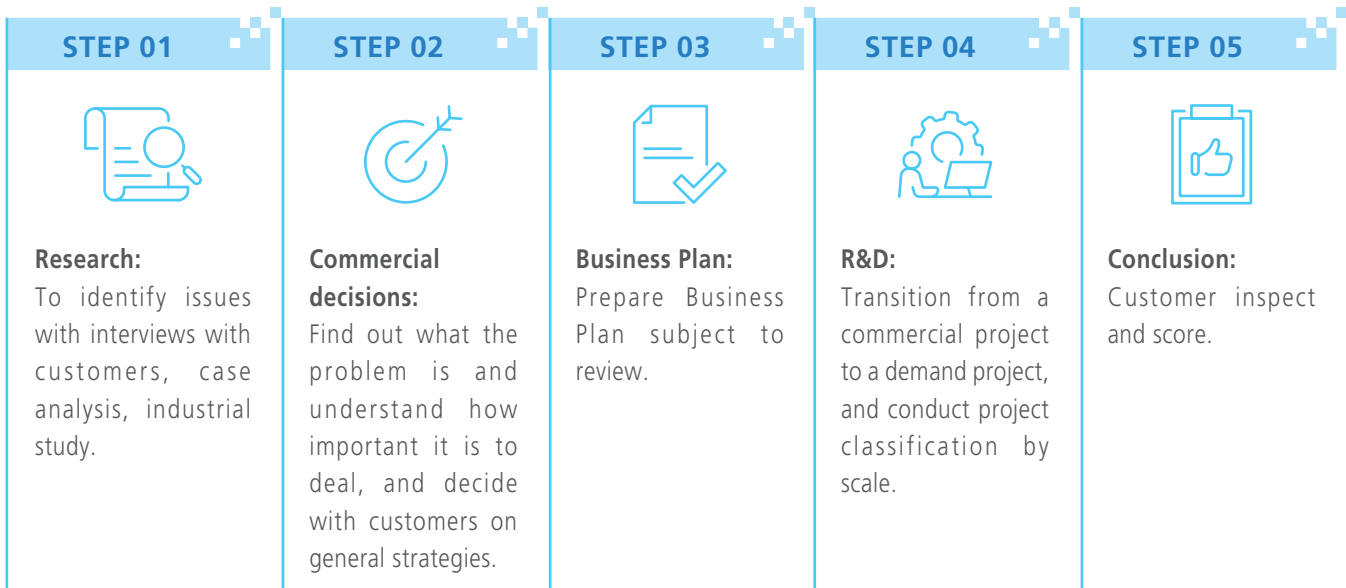 STEP 01
Research:
To identify issues
with interviews with
customers, case
analysis, industrial
study.
STEP 02
Commercial
decisions:
Find out what the
problem is and
understand how
important it is to
deal, and decide
with customers on
general strategies.
STEP 03
Business Plan:
Prepare Business
Plan subject to
review.
STEP 04
R&D:
Transition from a
commercial project
to a demand project,
and conduct project
classification by
scale.
STEP 05
Conclusion:
Customer inspect
and score.